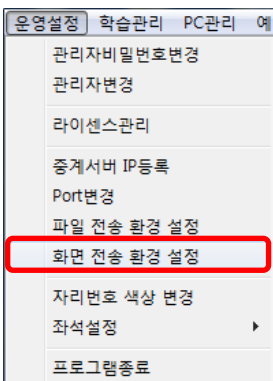 운영설정 학습관리 PC관리 예
관리자비밀번호변경
관리자변경
라이센스관리
중계서버 IP등록
Port변경
파일 전송 환경 설정
화면 전송 환경 설정
자리번호 색상 변경
좌석설정
프로그램종료